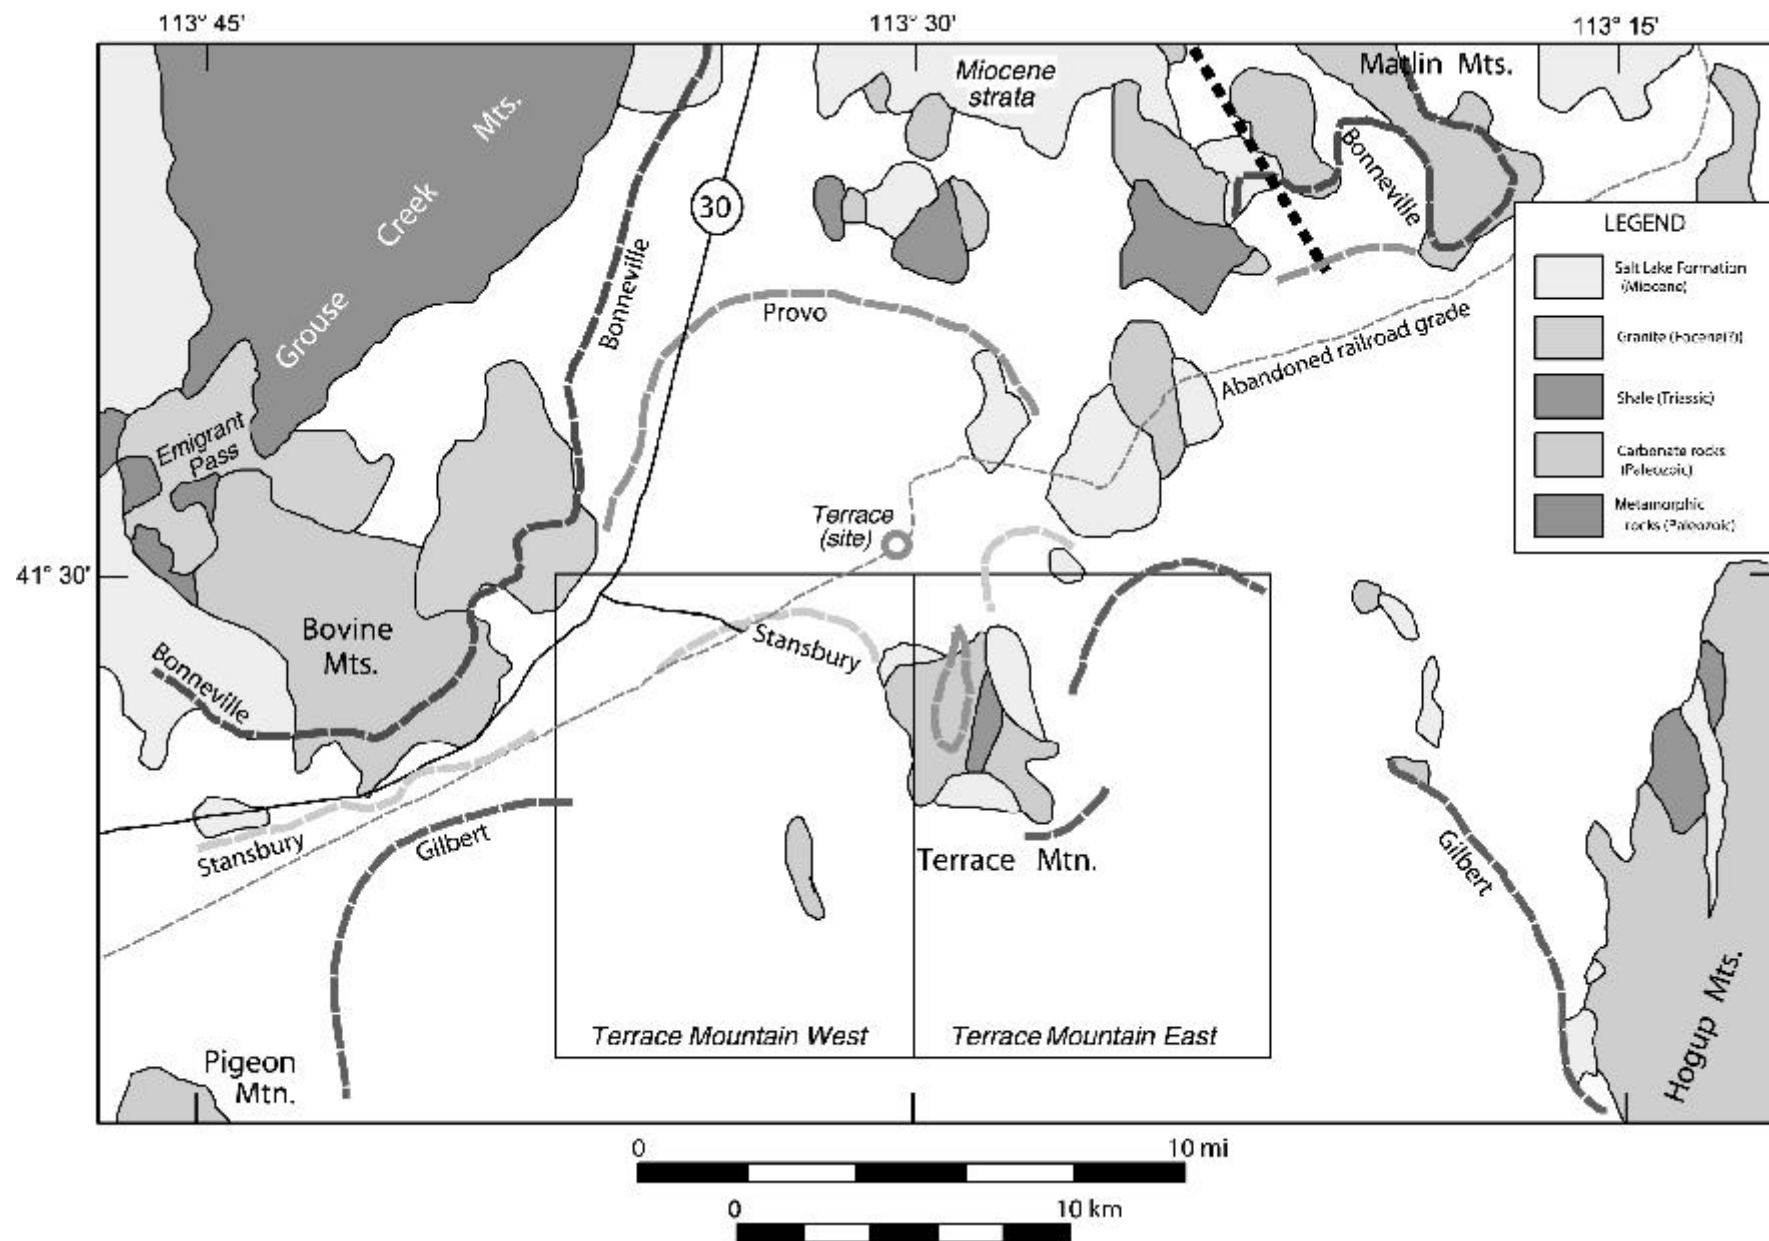 113° 45'
113° 30'
113° 15'
Miocene
strata
Matlin Mts.
Mts.
Creek
Grouse
30
Bonneville
Bonneville
LEGEND
Salt Lake Formation
(Miocene)
Granite (Eocene(?))
Shale (Triassic)
Carbonate rocks
(Paleozoic)
Metamorphic
rocks (Paleozoic)
Provo
Abandoned railroad grade
Emigrant
Pass
Terrace
(site)
41° 30'
Bovine
Mts.
Bonneville
Stansbury
Stansbury
Gilbert
Terrace Mtn.
Gilbert
Hogup Mts.
Terrace Mountain West
Terrace Mountain East
Pigeon
Mtn.
0
10 mi
0
10 km